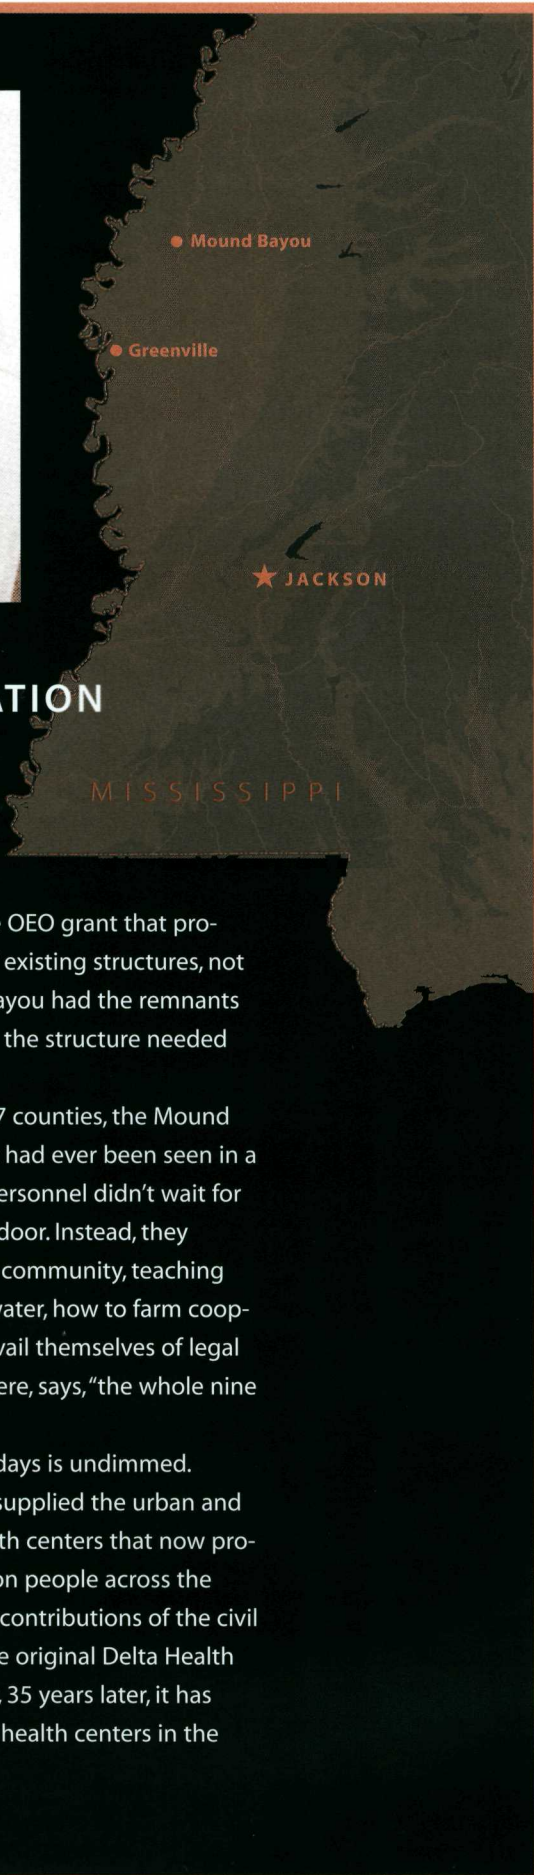 Mound Bayou
Greenville
JACKSON
ATION
MISSISSIPPI
OEO grant that pro-
existing structures, not
ayou had the remnants
the structure needed
7 counties, the Mound
had ever been seen in a
ersonnel didn't wait for
door. Instead, they
community, teaching
vater, how to farm coop-
vail themselves of legal
ere, says, "the whole nine
days is undimmed.
supplied the urban and
th centers that now pro-
on people across the
contributions of the civil
e original Delta Health
, 35 years later, it has
health centers in the